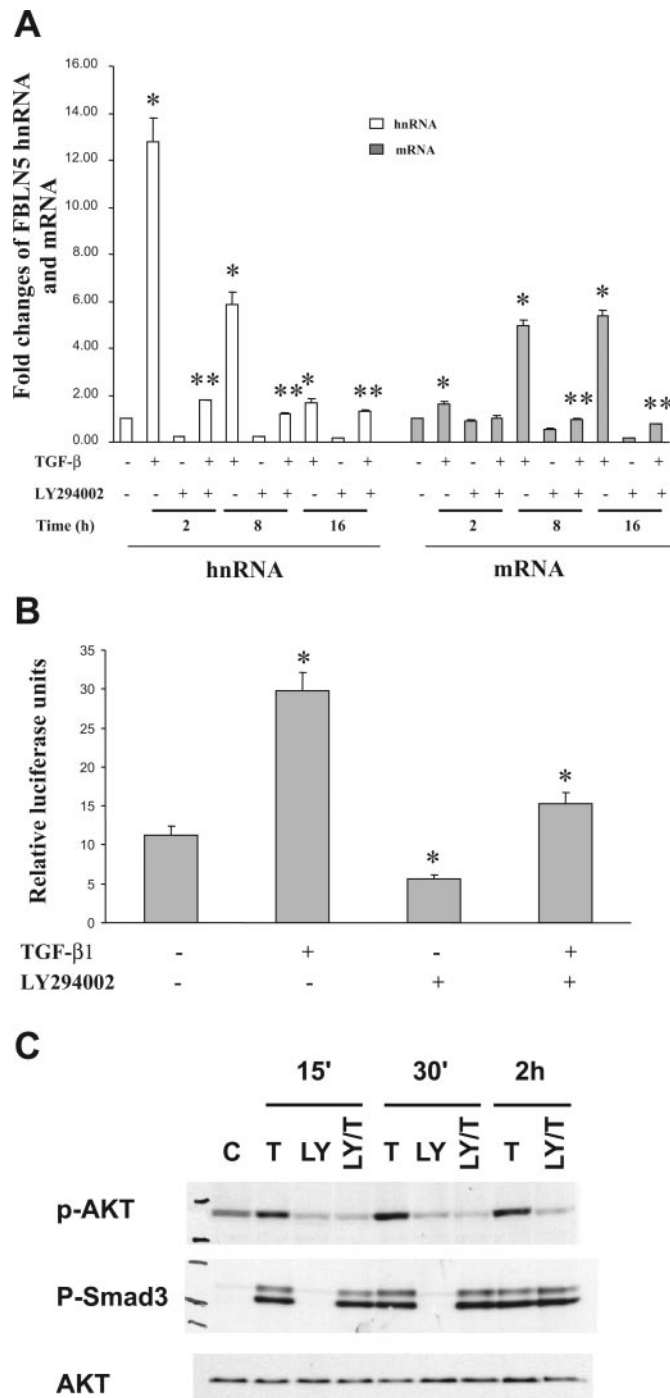 A
16.00
14.00
12.00
10.00
8.00
6.00
4.00
2.00
0.00
Fold changes of FBLN5 hnRNA
and mRNA
hnRNA
mRNA
* ** * ** * ** * * ** * **
TGF-β - + - + + - + + - + - + - + + - + + - +
LY294002 - - + + - + + - + + - - + + - + + - + +
Time (h) 2 8 16 2 8 16
hnRNA mRNA
B
35
30
25
20
15
10
5
0
Relative luciferase units
* * *
TGF-β1 - + - +
LY294002 - - + +
C
15' 30' 2h
C T LY LY/T T LY LY/T T LY/T
p-AKT
P-Smad3
AKT